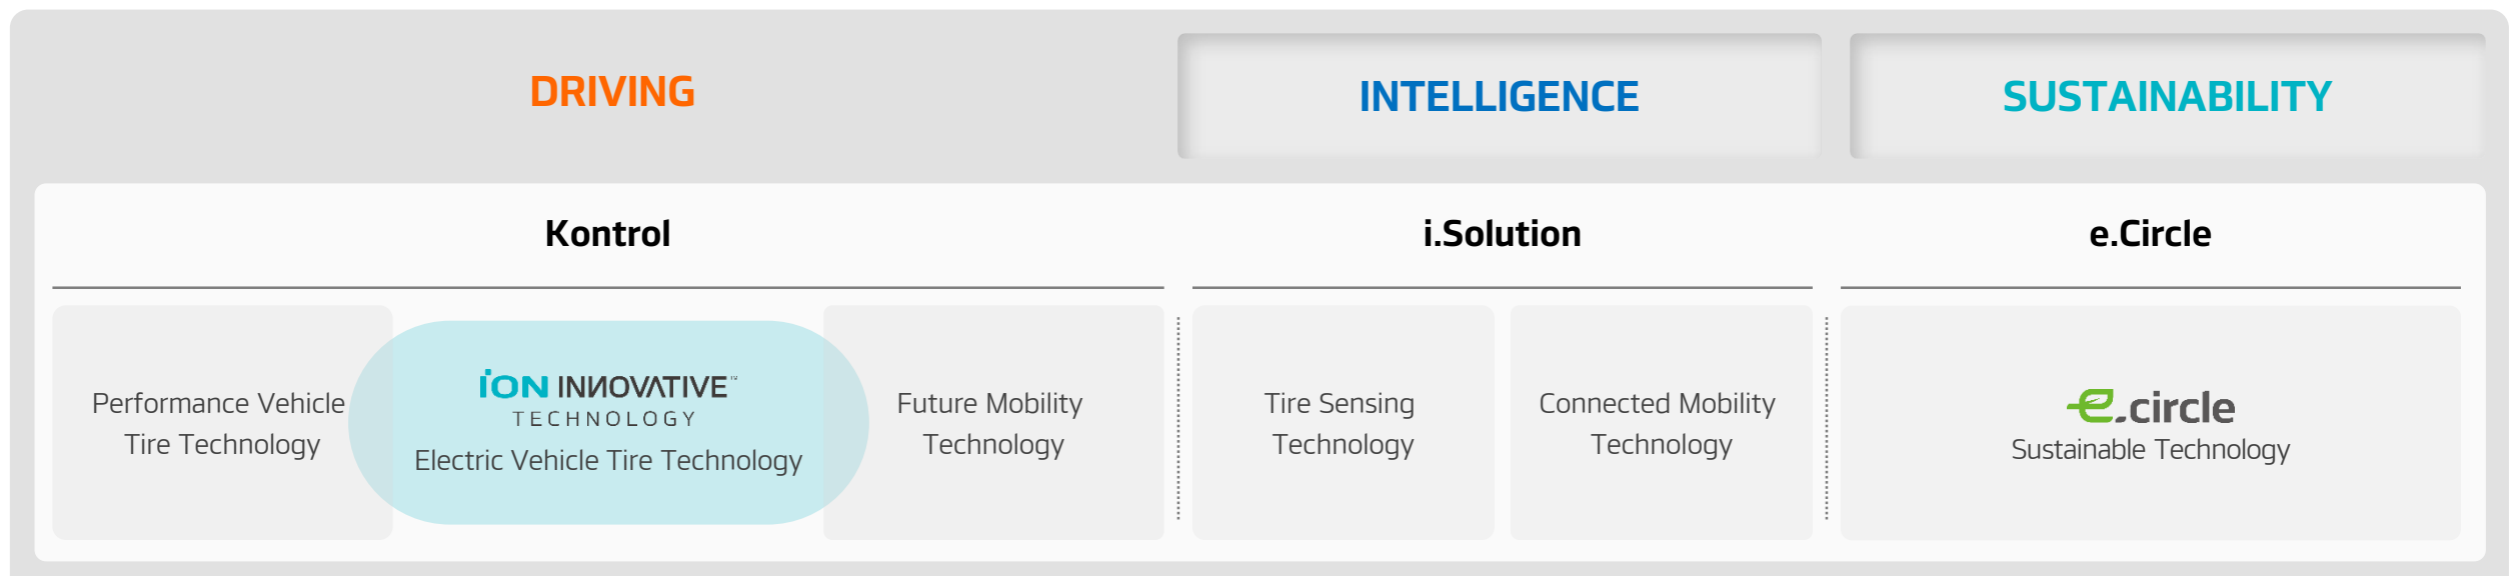 DRIVING
INTELLIGENCE
SUSTAINABILITY
Kontrol
i.Solution
e.Circle
Performance Vehicle
Tire Technology
iON INNOVATIVE™
TECHNOLOGY
Electric Vehicle Tire Technology
Future Mobility
Technology
Tire Sensing
Technology
Connected Mobility
Technology
e.circle
Sustainable Technology